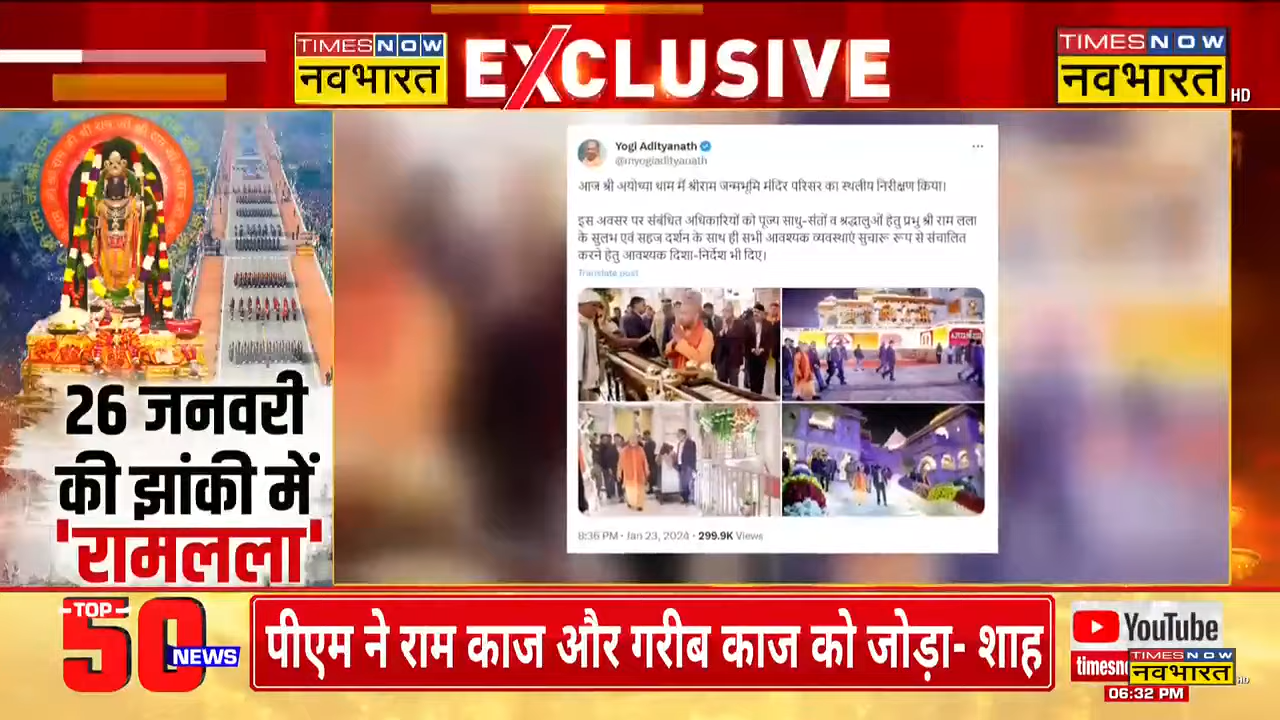 TIMES NOW
नवभारत
EXCLUSIVE
TIMES NOW
नवभारत
HD
Yogi Adityanath
@myogiadityanath
आज श्री अयोध्या धाम में श्रीराम जन्मभूमि मंदिर परिसर का स्थलीय निरीक्षण किया।
इस अवसर पर संबंधित अधिकारियों को पूज्य साधु-संतों व श्रद्धालुओं हेतु प्रभु श्री राम लला
के सुलभ एवं सहज दर्शन के साथ ही सभी आवश्यक व्यवस्थाएं सुचारू रूप से संचालित
करने हेतु आवश्यक दिशा-निर्देश भी दिए।
Translate post
8:36 PM · Jan 23, 2024 · 299.9K Views
26 जनवरी
की झांकी में
'रामलला'
TOP
50
NEWS
पीएम ने राम काज और गरीब काज को जोड़ा- शाह
YouTube
TIMES NOW
नवभारत
HD
06:32 PM